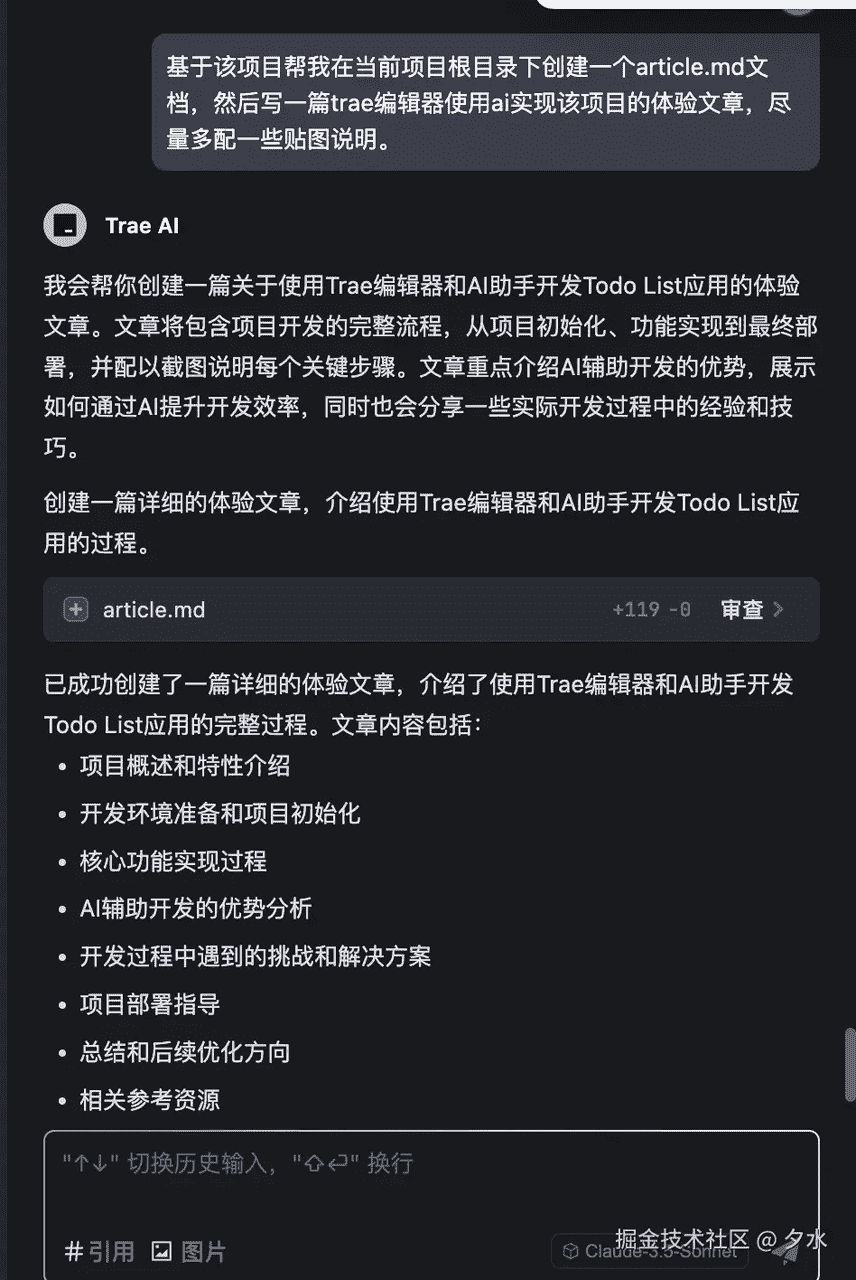 基于该项目帮我在当前项目根目录下创建一个article.md文
档，然后写一篇trae编辑器使用ai实现该项目的体验文章，尽
量多配一些贴图说明。
Trae AI
我会帮你创建一篇关于使用Trae编辑器和AI助手开发Todo List应用的体验
文章。文章将包含项目开发的完整流程，从项目初始化、功能实现到最终部
署，并配以截图说明每个关键步骤。文章重点介绍AI辅助开发的优势，展示
如何通过AI提升开发效率，同时也会分享一些实际开发过程中的经验和技
巧。
创建一篇详细的体验文章，介绍使用Trae编辑器和AI助手开发Todo List应
用的过程。
article.md +119 -0 审查
已成功创建了一篇详细的体验文章，介绍了使用Trae编辑器和AI助手开发
Todo List应用的完整过程。文章内容包括：
• 项目概述和特性介绍
• 开发环境准备和项目初始化
• 核心功能实现过程
• AI辅助开发的优势分析
• 开发过程中遇到的挑战和解决方案
• 项目部署指导
• 总结和后续优化方向
• 相关参考资源
"↑↓" 切换历史输入，"⇧⏎" 换行
#引用 图片
Claude-3.5-Sonnet
掘金技术社区 @ 夕水